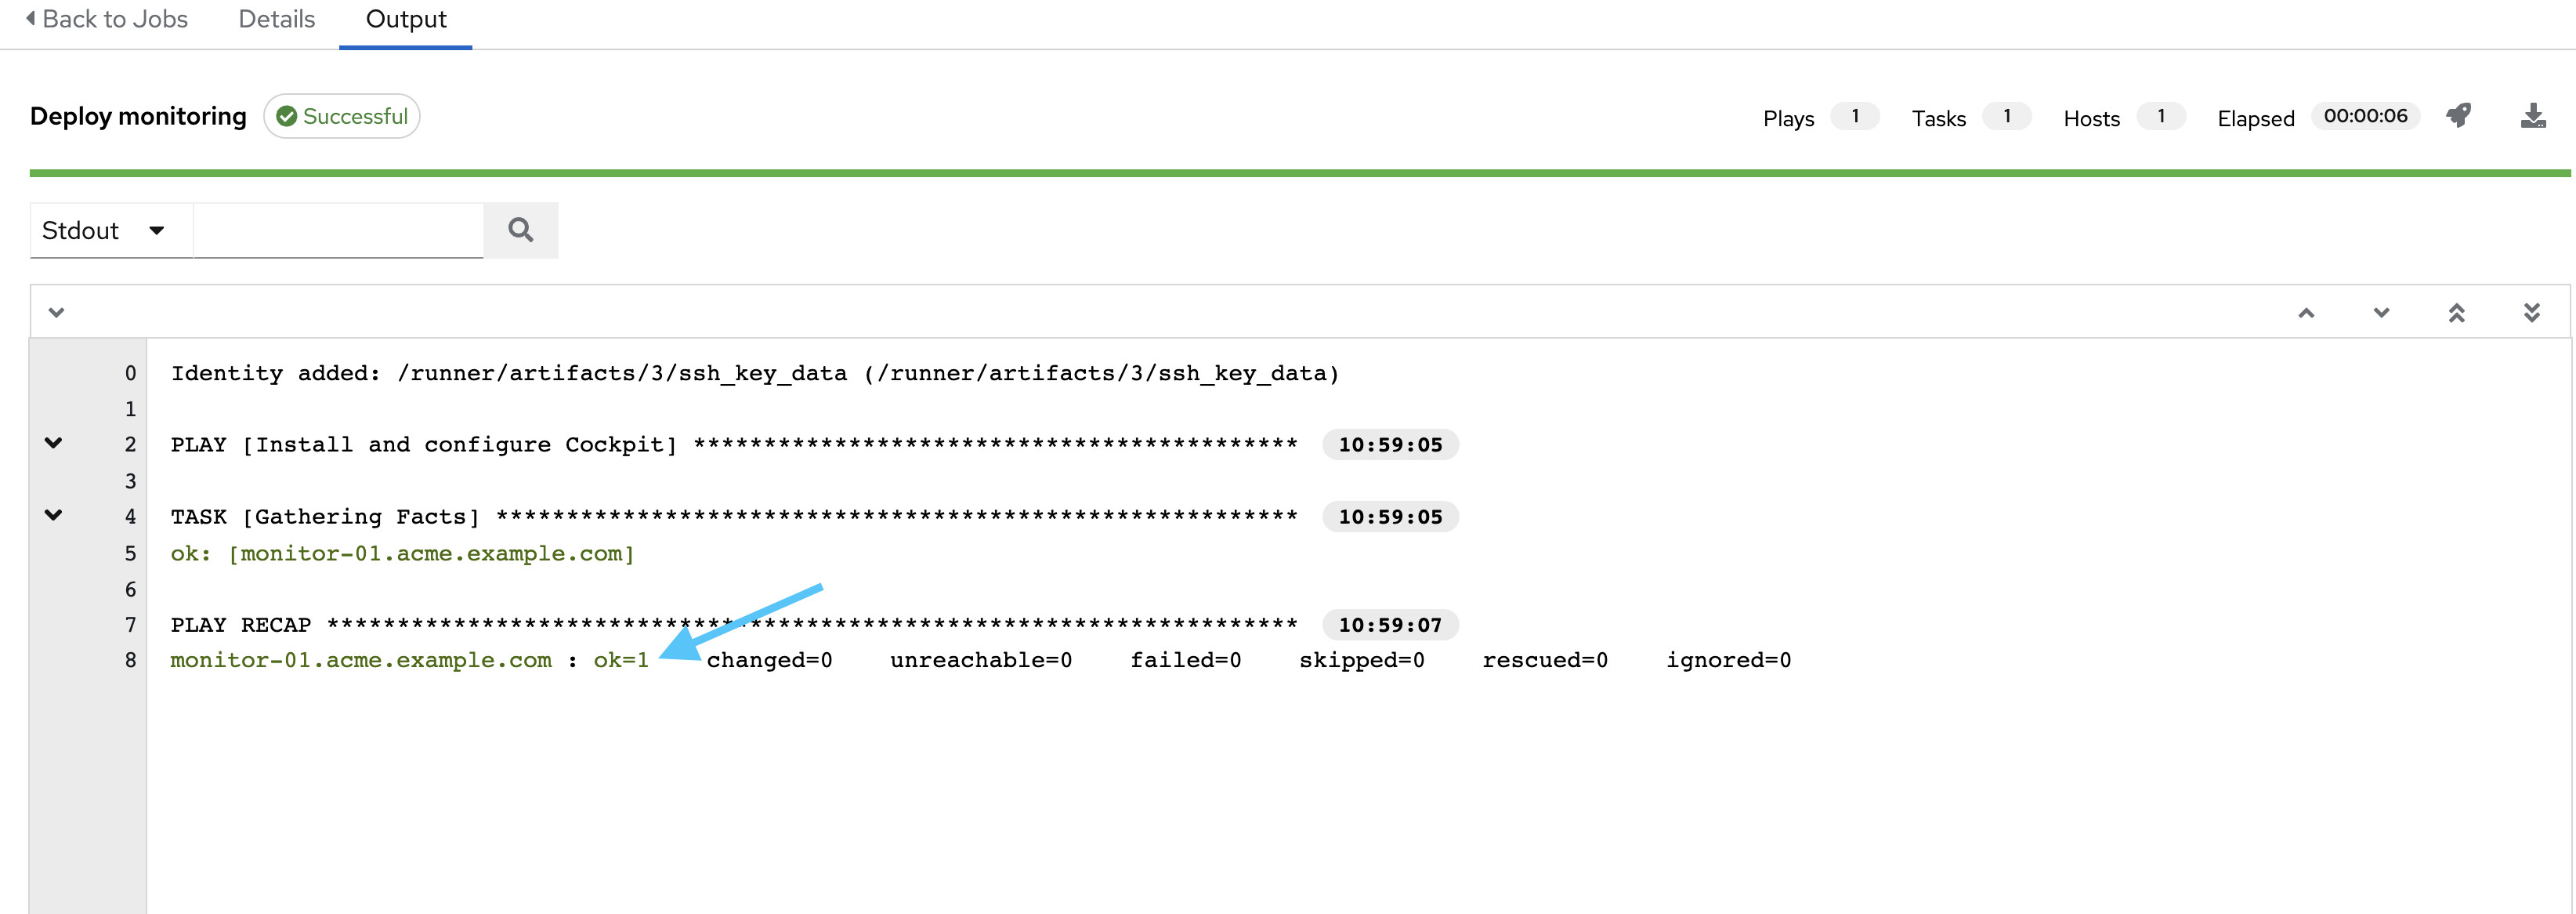 Back to Jobs Details Output
Deploy monitoring Successful Plays 1 Tasks 1 Hosts 1 Elapsed 00:00:06
Stdout
0 Identity added: /runner/artifacts/3/ssh_key_data (/runner/artifacts/3/ssh_key_data)
1
2 PLAY [Install and configure Cockpit] ******************************************* 10:59:05
3
4 TASK [Gathering Facts] ********************************************************* 10:59:05
5 ok: [monitor-01.acme.example.com]
6
7 PLAY RECAP ********************************************************************* 10:59:07
8 monitor-01.acme.example.com : ok=1 changed=0 unreachable=0 failed=0 skipped=0 rescued=0 ignored=0